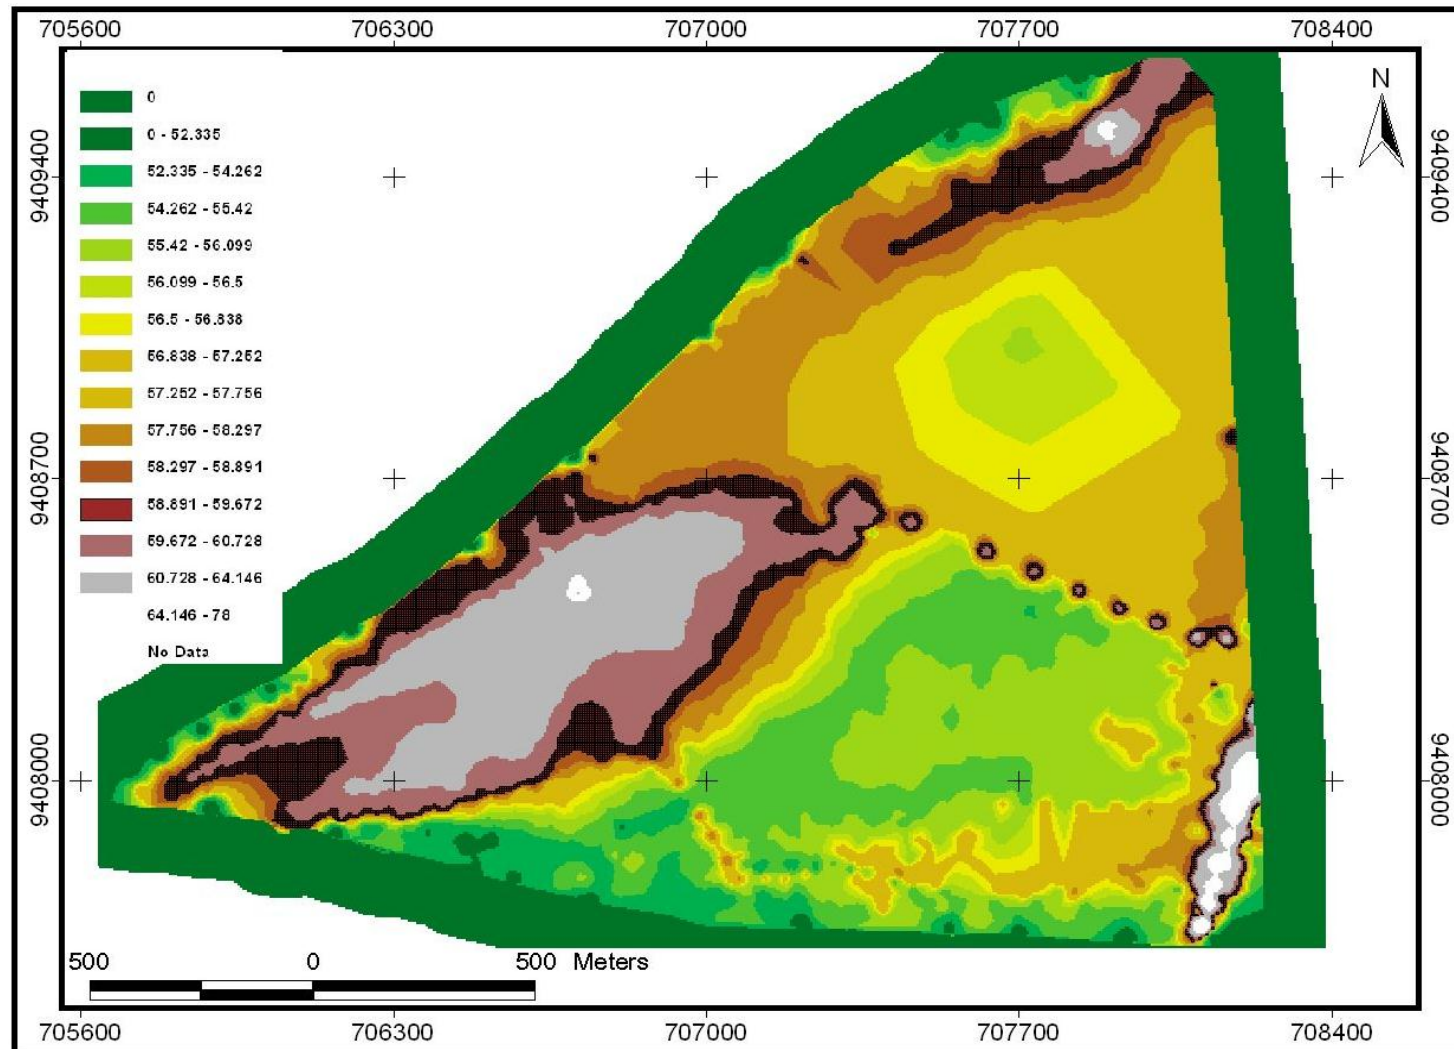 705600 706300 707000 707700 708400
N
0
0 - 52.335
52.335 - 54.262
54.262 - 55.42
55.42 - 56.099
56.099 - 56.5
56.5 - 56.838
56.838 - 57.252
57.252 - 57.756
57.756 - 58.297
58.297 - 58.891
58.891 - 59.672
59.672 - 60.728
60.728 - 64.146
64.146 - 78
No Data
9409400 9409400
9408700 9408700
9408000 9408000
500 0 500 Meters
705600 706300 707000 707700 708400